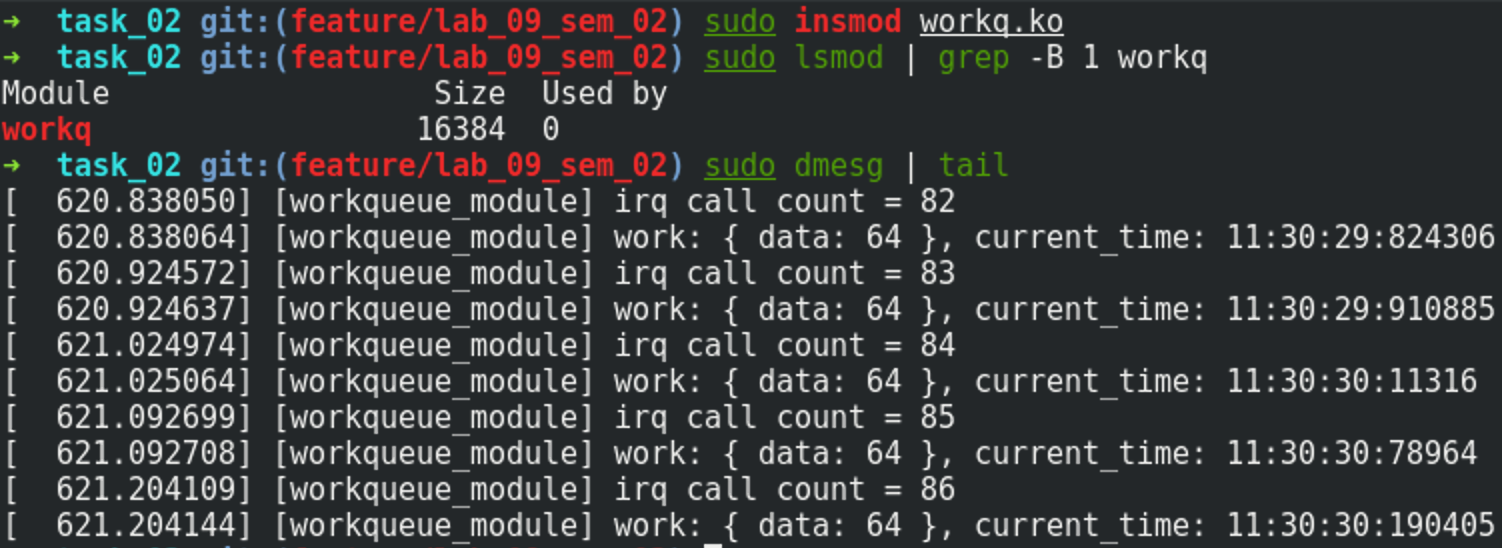 ➜  task_02 git:(feature/lab_09_sem_02) sudo insmod workq.ko
➜  task_02 git:(feature/lab_09_sem_02) sudo lsmod | grep -B 1 workq
Module                  Size  Used by
workq                  16384  0
➜  task_02 git:(feature/lab_09_sem_02) sudo dmesg | tail
[  620.838050] [workqueue_module] irq call count = 82
[  620.838064] [workqueue_module] work: { data: 64 }, current_time: 11:30:29:824306
[  620.924572] [workqueue_module] irq call count = 83
[  620.924637] [workqueue_module] work: { data: 64 }, current_time: 11:30:29:910885
[  621.024974] [workqueue_module] irq call count = 84
[  621.025064] [workqueue_module] work: { data: 64 }, current_time: 11:30:30:11316
[  621.092699] [workqueue_module] irq call count = 85
[  621.092708] [workqueue_module] work: { data: 64 }, current_time: 11:30:30:78964
[  621.204109] [workqueue_module] irq call count = 86
[  621.204144] [workqueue_module] work: { data: 64 }, current_time: 11:30:30:190405